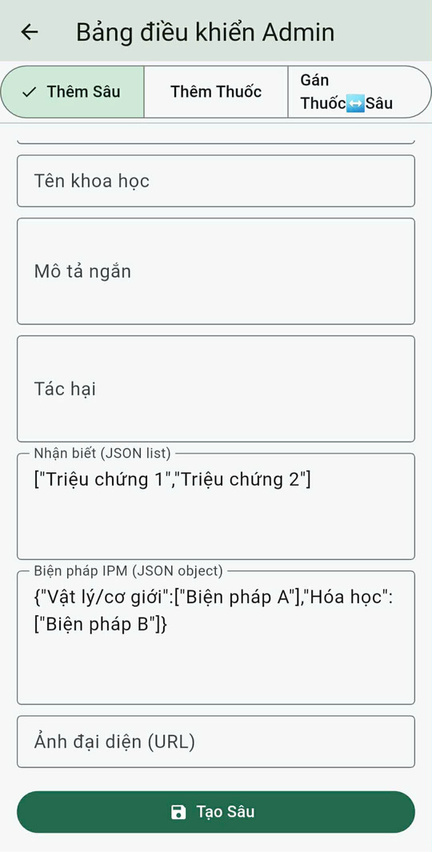 Bảng điều khiển Admin
Thêm Sâu
Thêm Thuốc
Gán
Thuốc↔️Sâu
Tên khoa học
Mô tả ngắn
Tác hại
Nhận biết (JSON list)
["Triệu chứng 1","Triệu chứng 2"]
Biện pháp IPM (JSON object)
{"Vật lý/cơ giới":["Biện pháp A"],"Hóa học":
["Biện pháp B"]}
Ảnh đại diện (URL)
Tạo Sâu